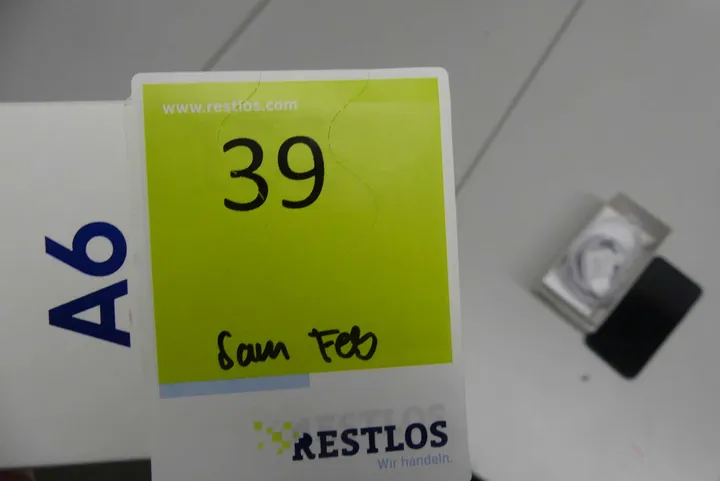 www.restlos.com
39
Sam Feb
A6
RESTLOS
Wir handeln.